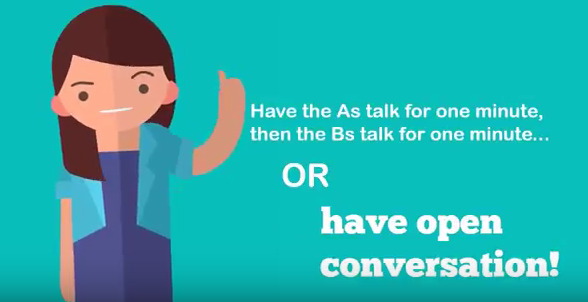 Have the As talk for one minute,
then the Bs talk for one minute...
OR
have open
conversation!